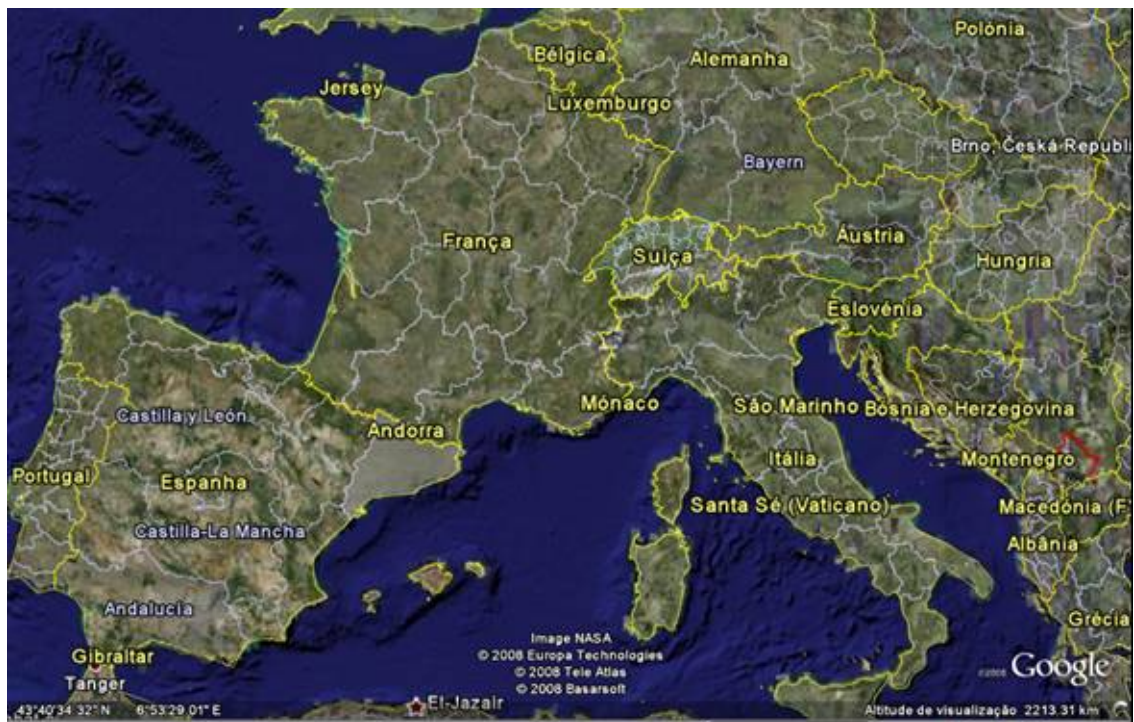 Polónia
Bélgica
Alemanha
Jersey
Luxemburgo
Brno, Česká Republi
Bayern
França
Áustria
Suíça
Hungria
Eslovénia
Mónaco
São Marinho
Bósnia e Herzegovina
Castilla y León
Andorra
Portugal
Espanha
Itália
Montenegro
Santa Sé (Vaticano)
Macedónia (F
Castilla-La Mancha
Albânia
Andalucia
Grécia
Gibraltar
Tanger
Image NASA
© 2008 Europa Technologies
© 2008 Tele Atlas
© 2008 Basarsoft
©2008 Google
El-Jazair
43°40'34.32" N 6°53'29.01" E
Altitude de visualização 2213.31 km